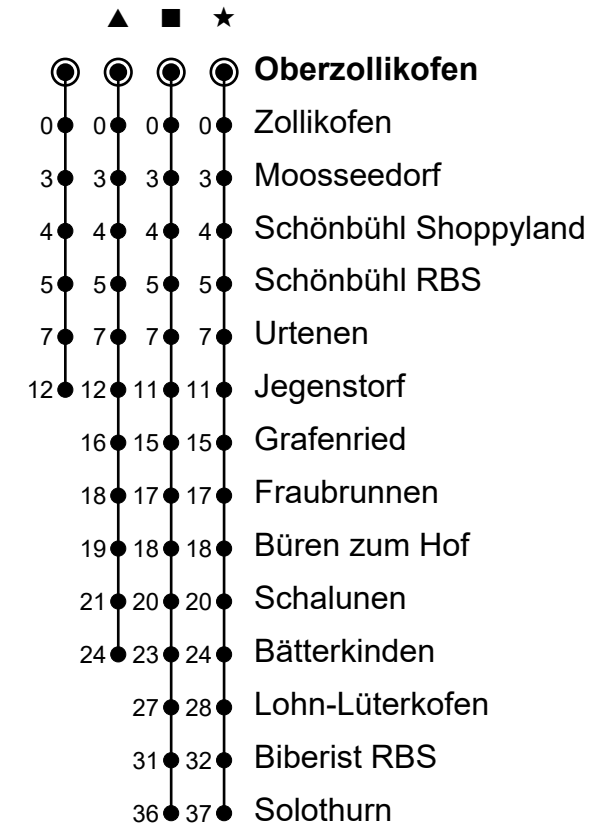 ▲ ■ ★
Oberzollikofen
0 0 0 0 Zollikofen
3 3 3 3 Moosseedorf
4 4 4 4 Schönbühl Shoppyland
5 5 5 5 Schönbühl RBS
7 7 7 7 Urtenen
12 12 11 11 Jegenstorf
16 15 15 Grafenried
18 17 17 Fraubrunnen
19 18 18 Büren zum Hof
21 20 20 Schalunen
24 23 24 Bätterkinden
27 28 Lohn-Lüterkofen
31 32 Biberist RBS
36 37 Solothurn